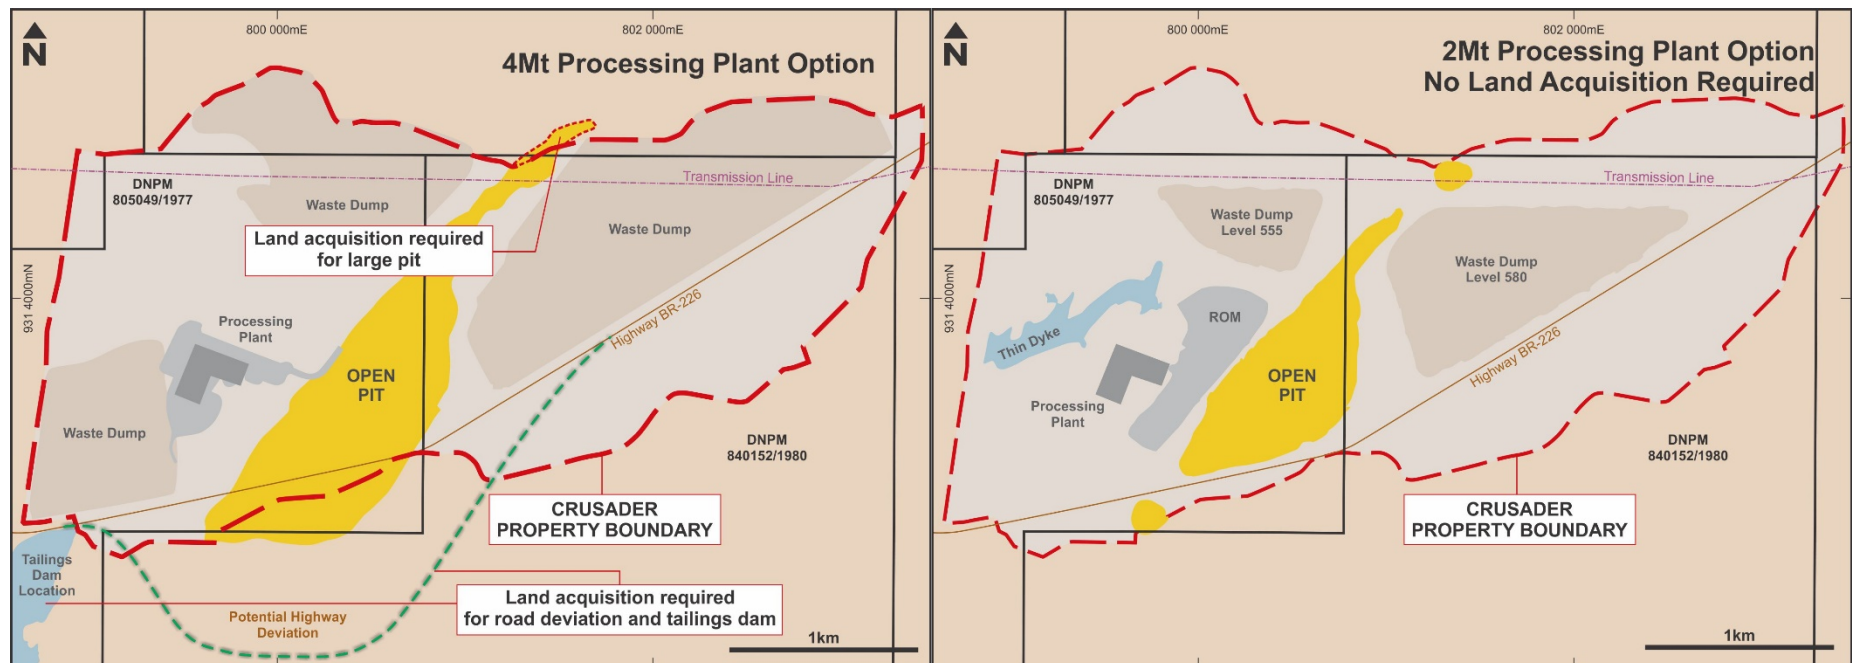 800 000mE
802 000mE
N
4Mt Processing Plant Option
DNPM
805049/1977
Transmission Line
Waste Dump
Waste Dump
Land acquisition required
for large pit
931 4000mN
Highway BR-226
Processing
Plant
OPEN
PIT
Waste Dump
DNPM
840152/1980
CRUSADER
PROPERTY BOUNDARY
Tailings
Dam
Location
Land acquisition required
for road deviation and tailings dam
Potential Highway
Deviation
1km
800 000mE
802 000mE
N
2Mt Processing Plant Option
No Land Acquisition Required
DNPM
805049/1977
Transmission Line
Waste Dump
Level 555
Waste Dump
Level 580
931 4000mN
ROM
Thin Dyke
Highway BR-226
OPEN
PIT
Processing
Plant
DNPM
840152/1980
CRUSADER
PROPERTY BOUNDARY
1km